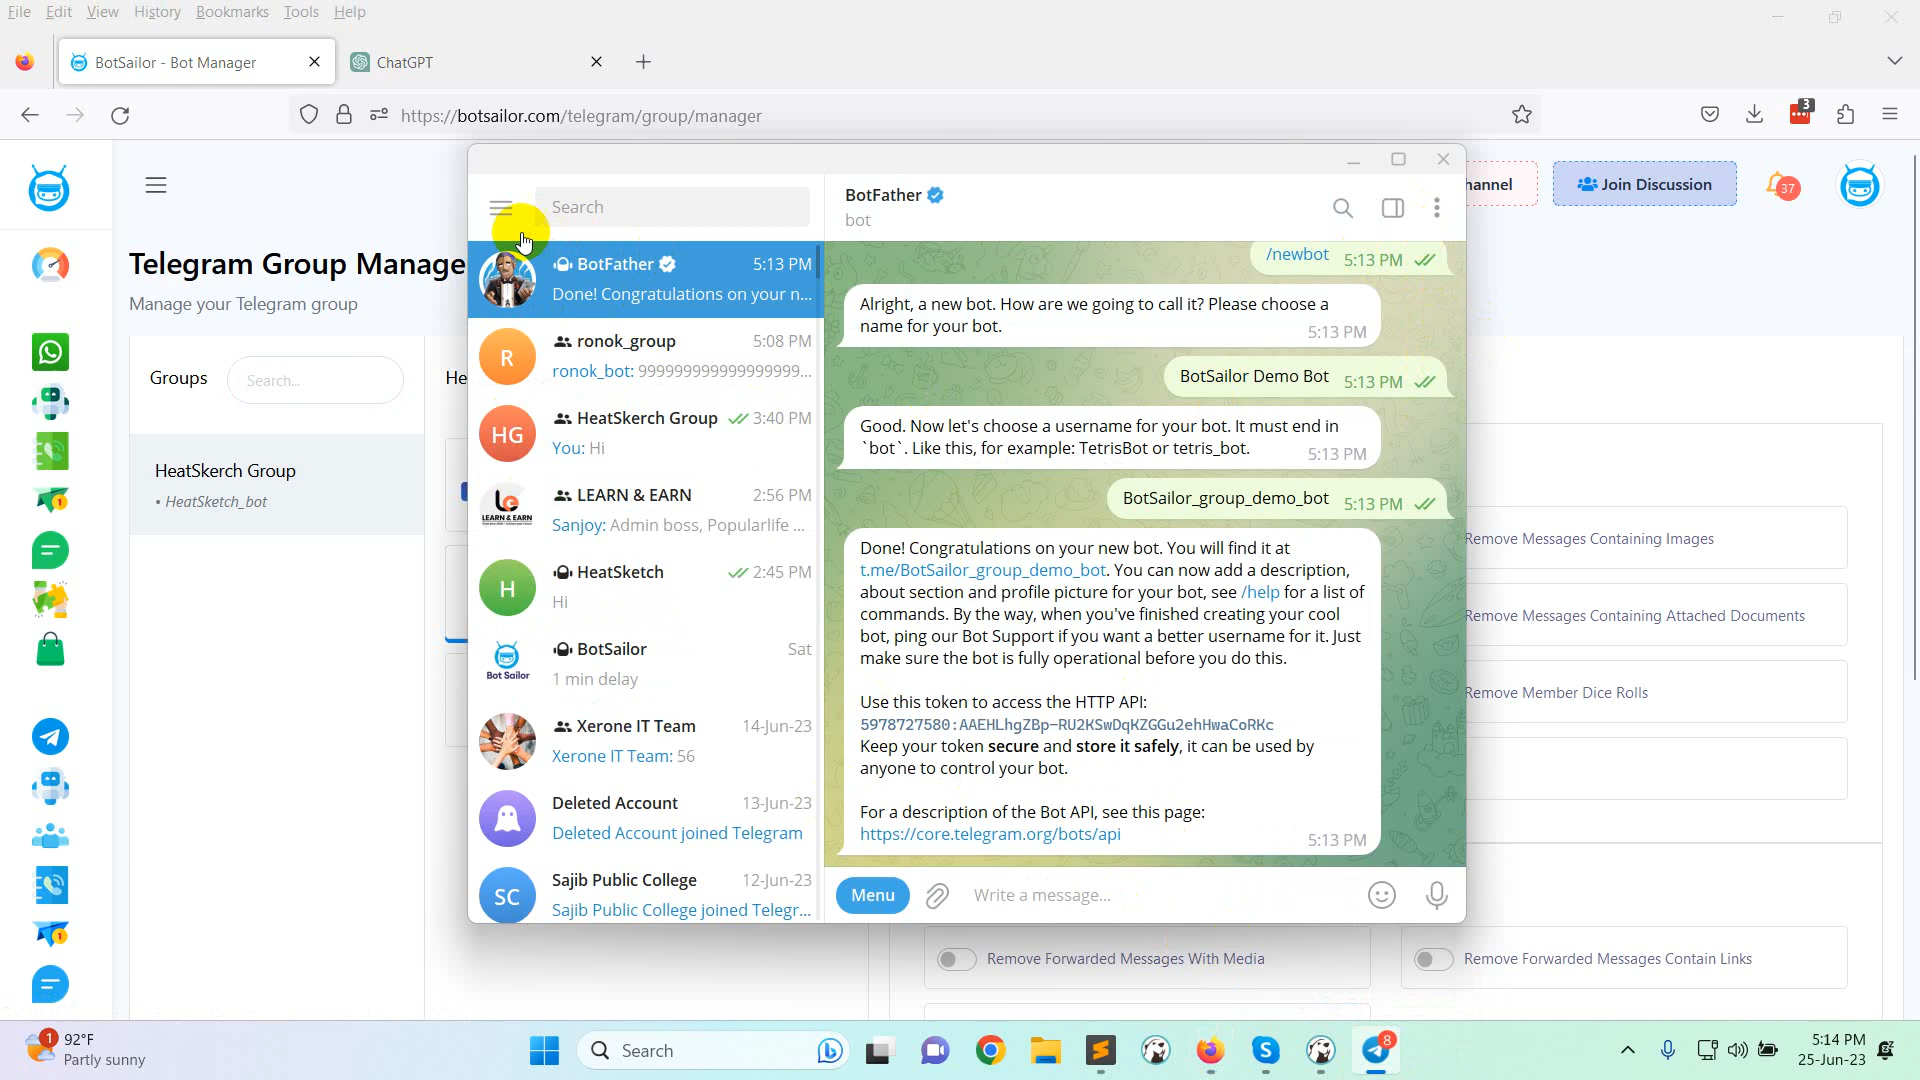 File Edit View History Bookmarks Tools Help
BotSailor - Bot Manager
ChatGPT
https://botsailor.com/telegram/group/manager
3
hannel
Join Discussion
37
Telegram Group Manage
Manage your Telegram group
Groups
Search...
He
HeatSkerch Group
• HeatSketch_bot
Search
BotFather 5:13 PM
Done! Congratulations on your n...
R
ronok_group 5:08 PM
ronok_bot: 99999999999999999999...
HG
HeatSkerch Group 3:40 PM
You: Hi
LEARN & EARN
LEARN & EARN 2:56 PM
Sanjoy: Admin boss, Popularlife ...
H
HeatSketch 2:45 PM
Hi
Bot Sailor
BotSailor Sat
1 min delay
Xerone IT Team 14-Jun-23
Xerone IT Team: 56
Deleted Account 13-Jun-23
Deleted Account joined Telegram
SC
Sajib Public College 12-Jun-23
Sajib Public College joined Telegr...
BotFather
bot
/newbot 5:13 PM
Alright, a new bot. How are we going to call it? Please choose a
name for your bot.
5:13 PM
BotSailor Demo Bot 5:13 PM
Good. Now let's choose a username for your bot. It must end in
`bot`. Like this, for example: TetrisBot or tetris_bot.
5:13 PM
BotSailor_group_demo_bot 5:13 PM
Done! Congratulations on your new bot. You will find it at
t.me/BotSailor_group_demo_bot. You can now add a description,
about section and profile picture for your bot, see /help for a list of
commands. By the way, when you've finished creating your cool
bot, ping our Bot Support if you want a better username for it. Just
make sure the bot is fully operational before you do this.
Use this token to access the HTTP API:
5978727580:AAEHLhgZBp-RU2KSwDqKZGGu2ehHwaCoRKc
Keep your token secure and store it safely, it can be used by
anyone to control your bot.
For a description of the Bot API, see this page:
https://core.telegram.org/bots/api
5:13 PM
Menu
Write a message...
Remove Messages Containing Images
Remove Messages Containing Attached Documents
Remove Member Dice Rolls
Remove Forwarded Messages With Media
Remove Forwarded Messages Contain Links
1
92°F
Partly sunny
Search
8
5:14 PM
25-Jun-23